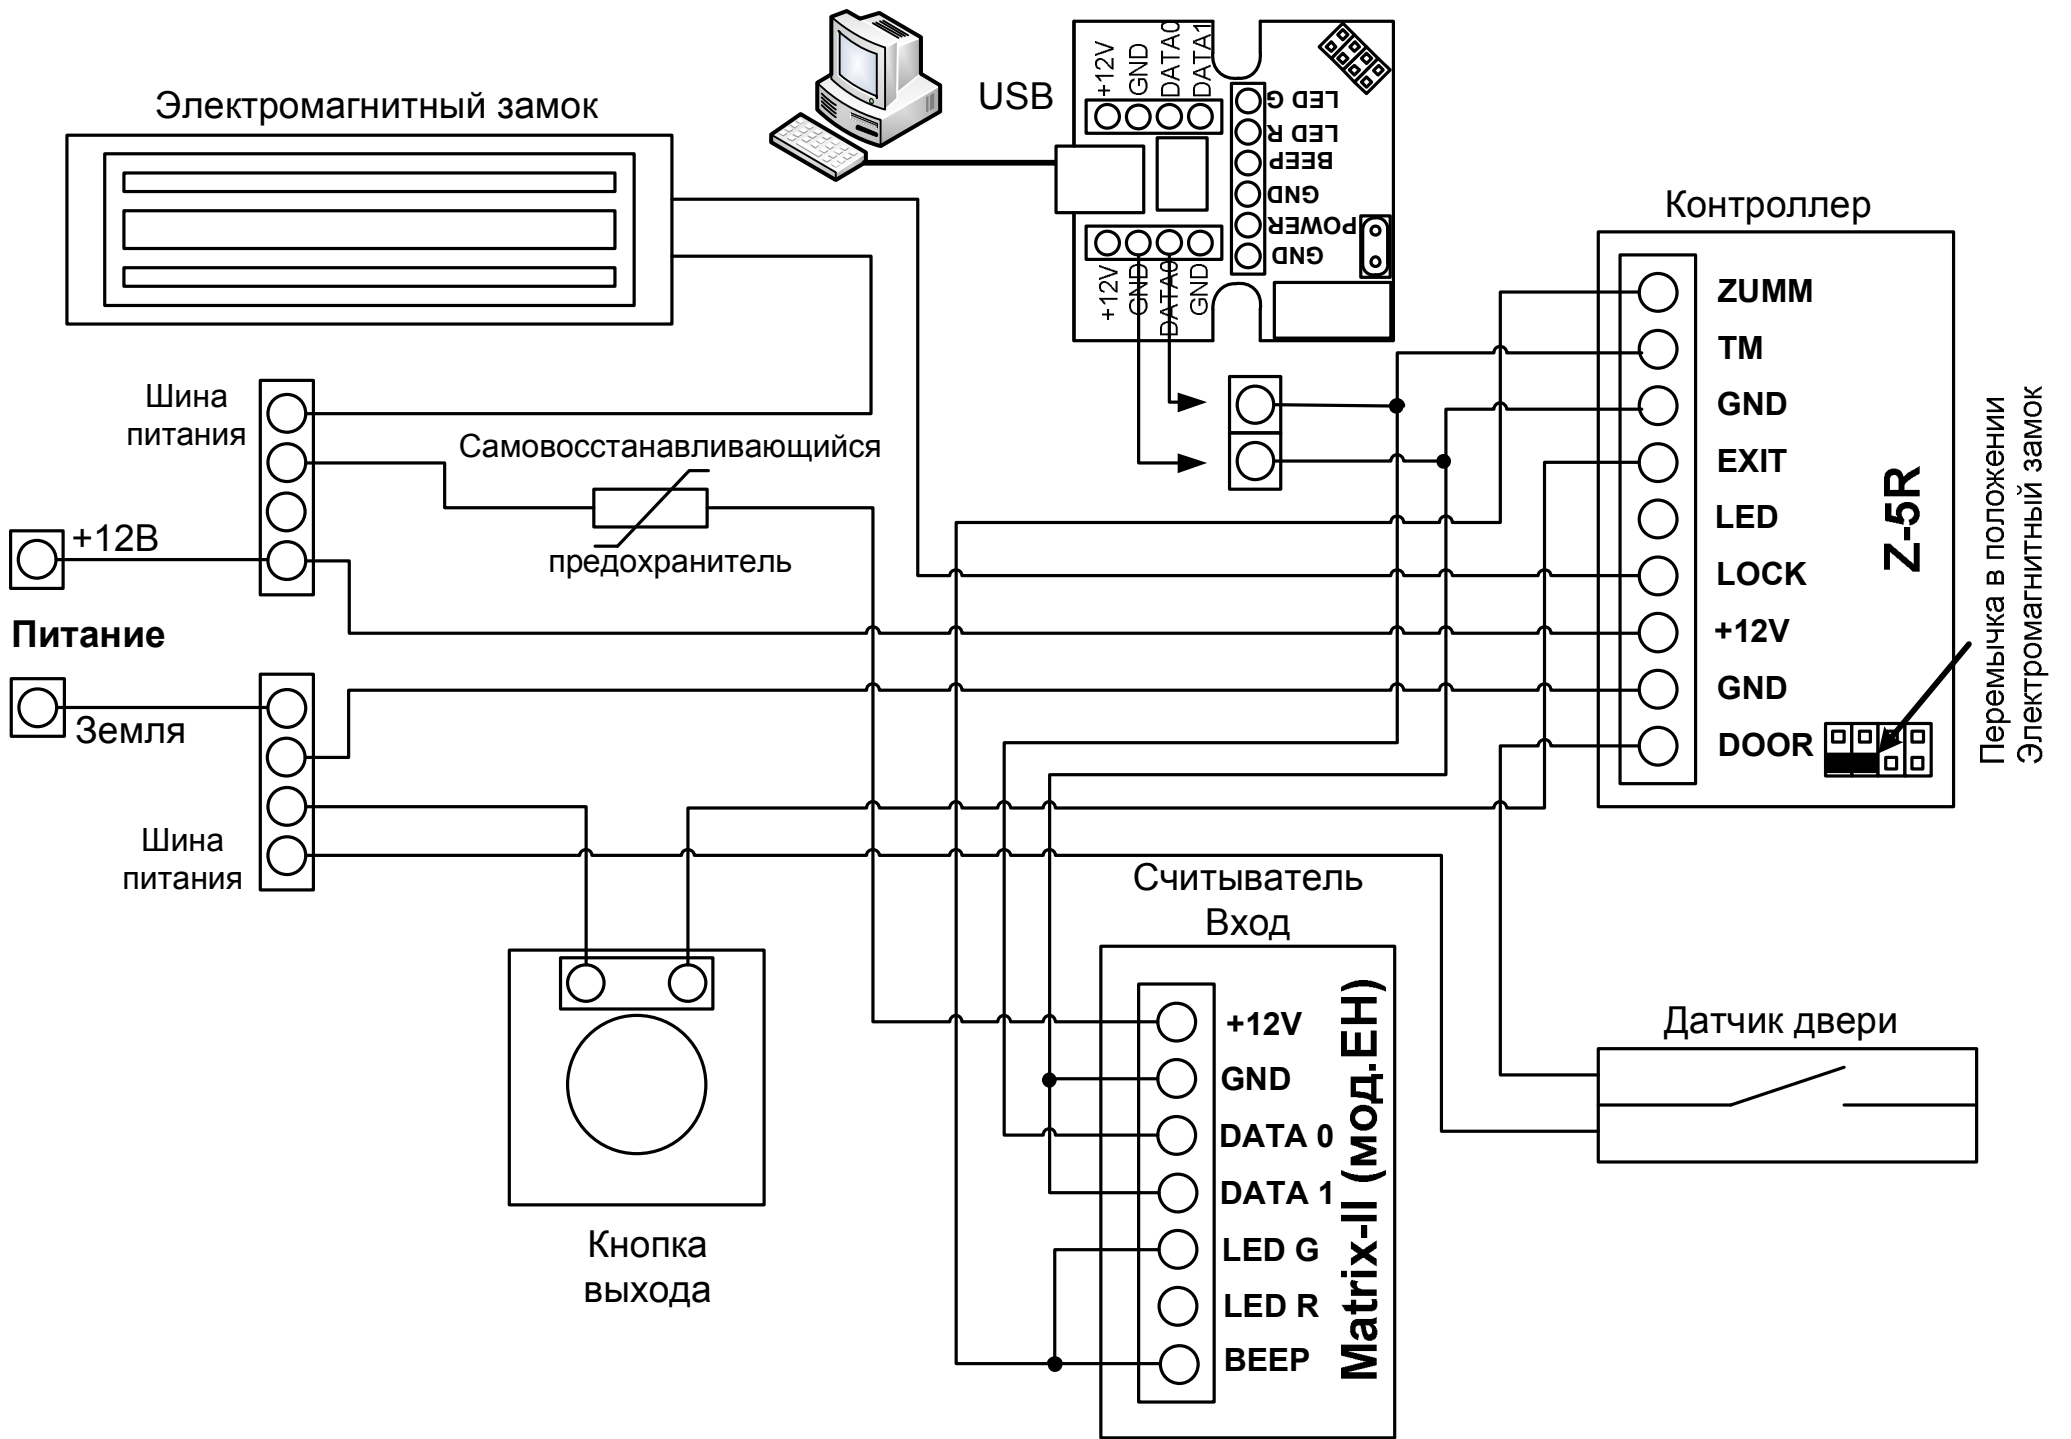 USB
+12V
GND
DATA0
DATA1
LED G
LED R
BEEP
GND
POWER
GND
+12V
GND
DATA0
GND
Электромагнитный замок
Контроллер
ZUMM
TM
GND
EXIT
LED
LOCK
+12V
GND
DOOR
Z-5R
Перемычка в положении
Электромагнитный замок
Шина
питания
Самовосстанавливающийся
предохранитель
+12В
Питание
Земля
Шина
питания
Считыватель
Вход
+12V
GND
DATA 0
DATA 1
LED G
LED R
BEEP
Matrix-II (мод.EH)
Датчик двери
Кнопка
выхода